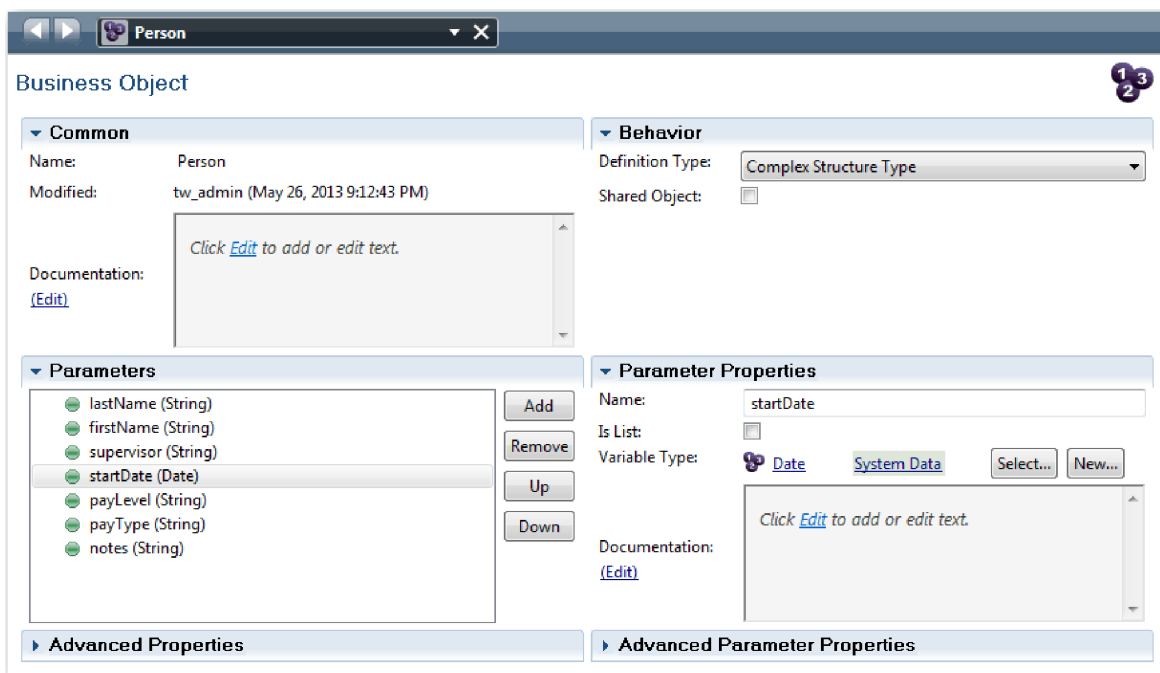 Person
Business Object
1 2 3
Common
Name: Person
Modified: tw_admin (May 26, 2013 9:12:43 PM)
Click Edit to add or edit text.
Documentation:
(Edit)
Behavior
Definition Type: Complex Structure Type
Shared Object:
Parameters
lastName (String)
firstName (String)
supervisor (String)
startDate (Date)
payLevel (String)
payType (String)
notes (String)
Add
Remove
Up
Down
Parameter Properties
Name: startDate
Is List:
Variable Type: Date System Data Select... New...
Click Edit to add or edit text.
Documentation:
(Edit)
Advanced Properties
Advanced Parameter Properties